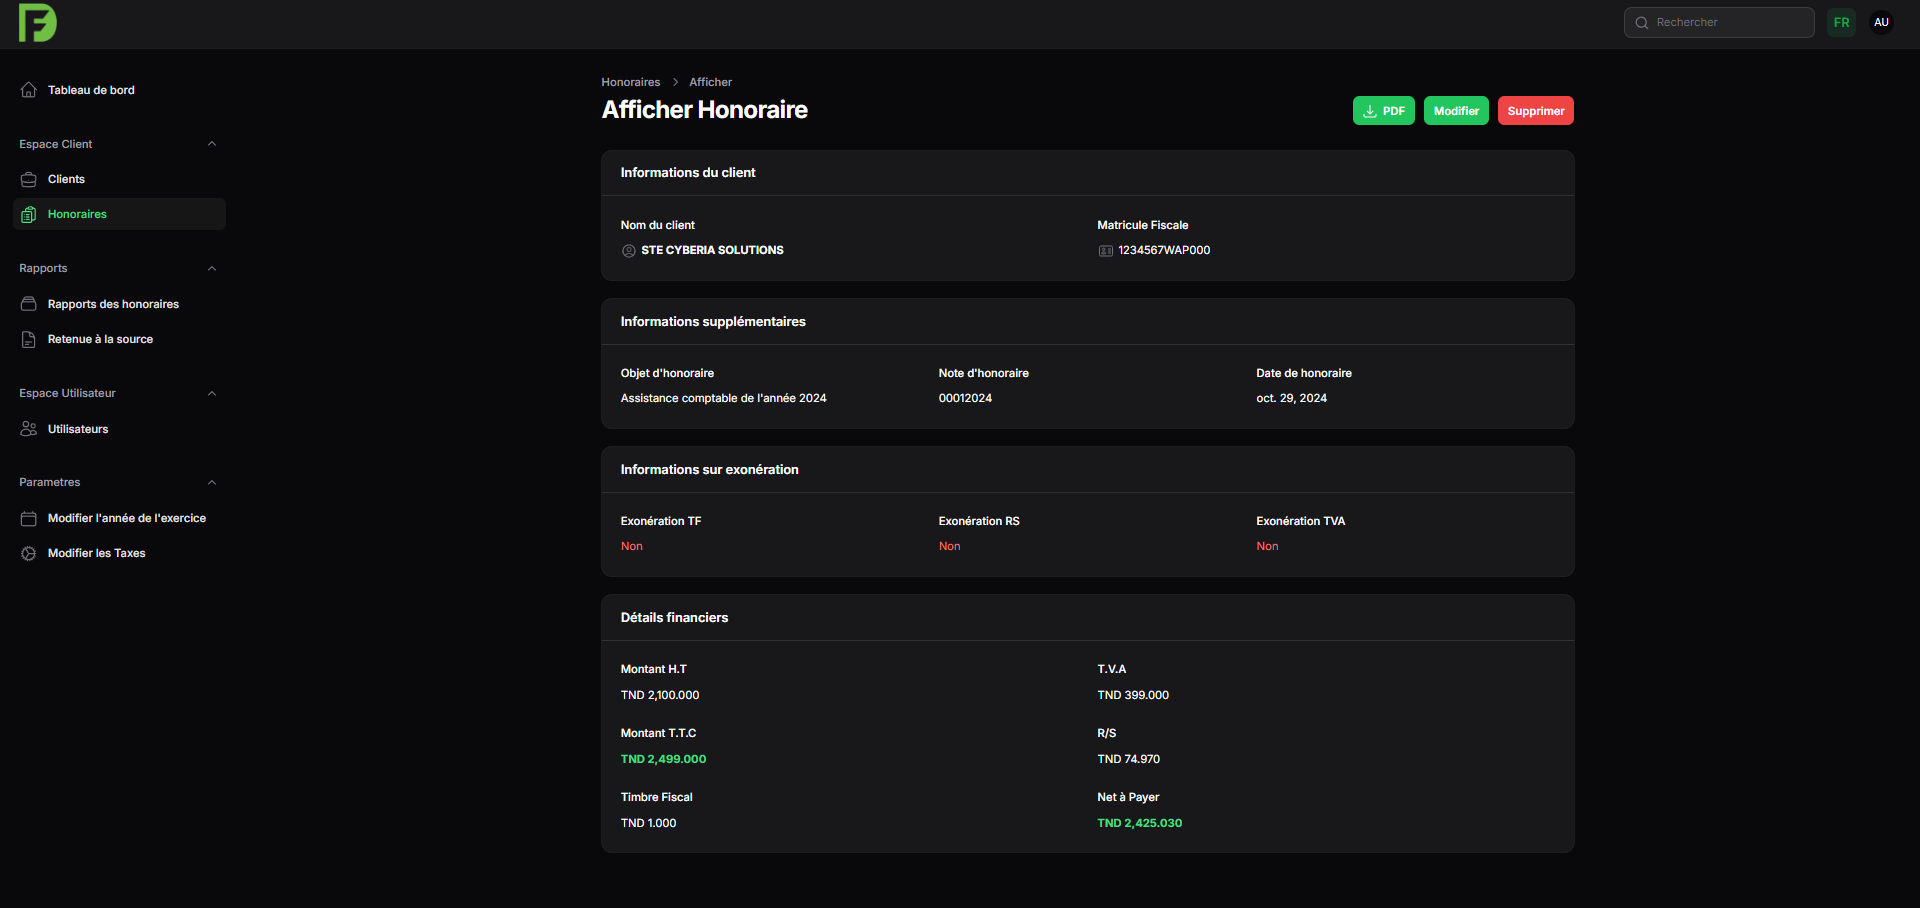 Rechercher
FR
AU
Tableau de bord
Espace Client
Clients
Honoraires
Rapports
Rapports des honoraires
Retenue à la source
Espace Utilisateur
Utilisateurs
Parametres
Modifier l'année de l'exercice
Modifier les Taxes
Honoraires > Afficher
Afficher Honoraire
PDF
Modifier
Supprimer
Informations du client
Nom du client
STE CYBERIA SOLUTIONS
Matricule Fiscale
1234567WAP000
Informations supplémentaires
Objet d'honoraire
Assistance comptable de l'année 2024
Note d'honoraire
00012024
Date de honoraire
oct. 29, 2024
Informations sur exonération
Exonération TF
Non
Exonération RS
Non
Exonération TVA
Non
Détails financiers
Montant H.T
TND 2,100.000
T.V.A
TND 399.000
Montant T.T.C
TND 2,499.000
R/S
TND 74.970
Timbre Fiscal
TND 1.000
Net à Payer
TND 2,425.030